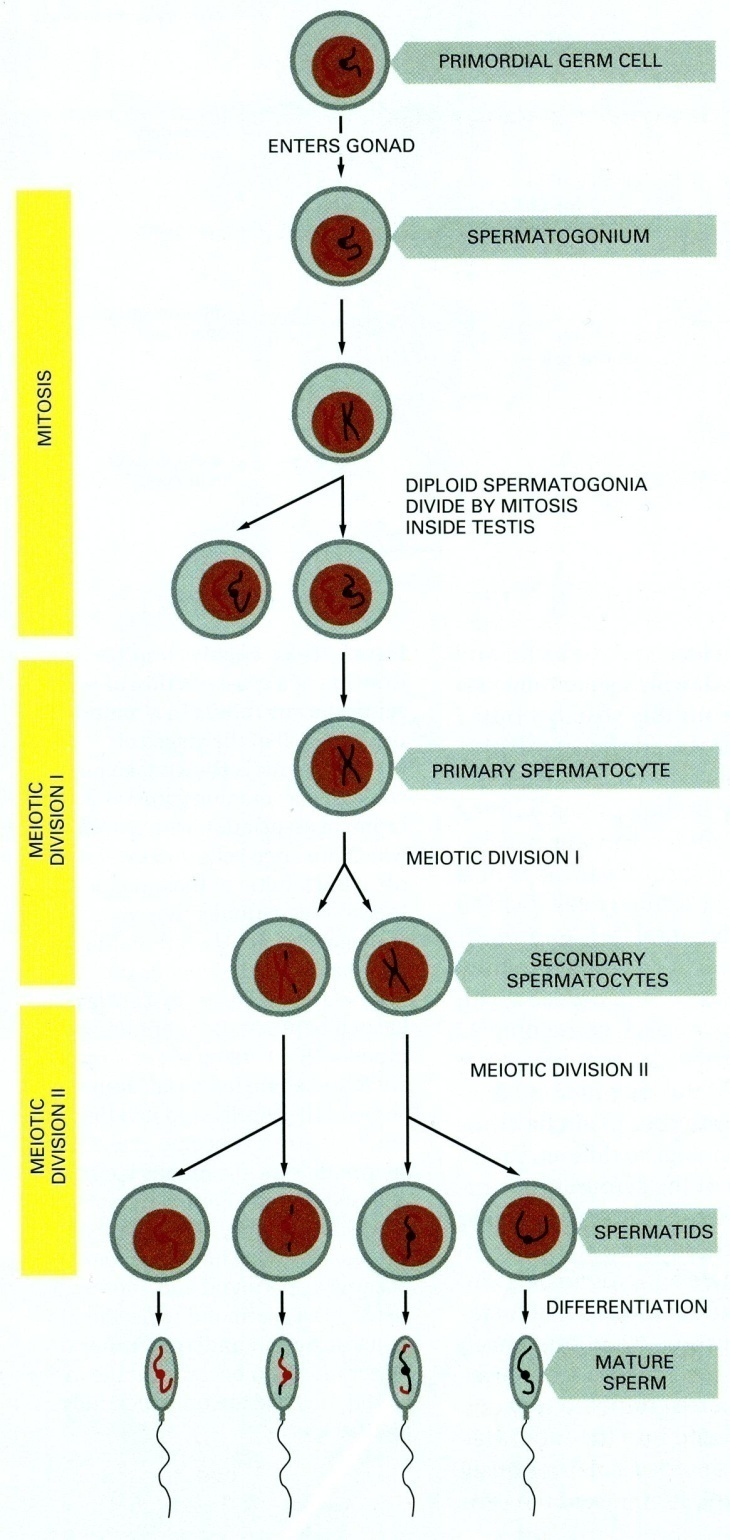 PRIMORDIAL GERM CELL
ENTERS GONAD
SPERMATOGONIUM
MITOSIS
DIPLOID SPERMATOGONIA
DIVIDE BY MITOSIS
INSIDE TESTIS
PRIMARY SPERMATOCYTE
MEIOTIC
DIVISION I
MEIOTIC DIVISION I
SECONDARY
SPERMATOCYTES
MEIOTIC DIVISION II
MEIOTIC
DIVISION II
SPERMATIDS
DIFFERENTIATION
MATURE
SPERM